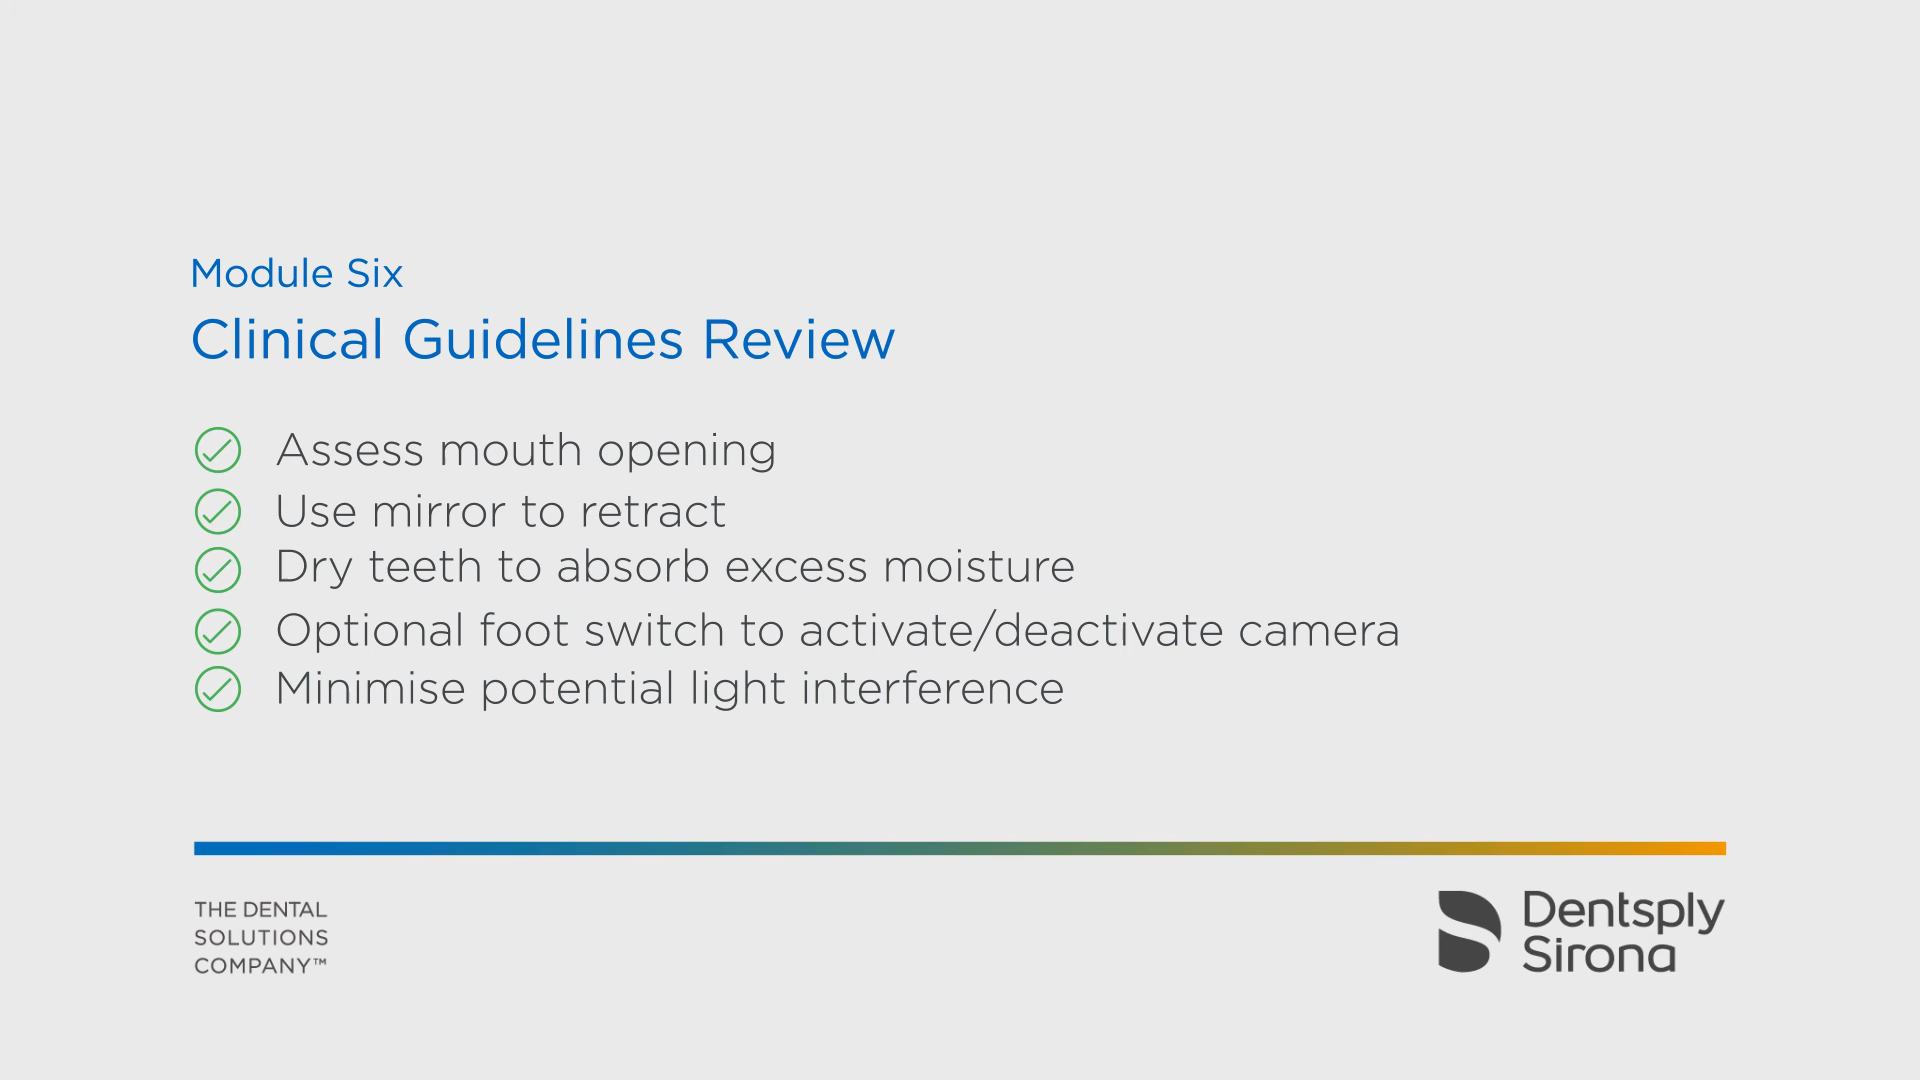 Module Six
Clinical Guidelines Review
Assess mouth opening
Use mirror to retract
Dry teeth to absorb excess moisture
Optional foot switch to activate/deactivate camera
Minimise potential light interference
THE DENTAL
SOLUTIONS
COMPANY™
Dentsply
Sirona